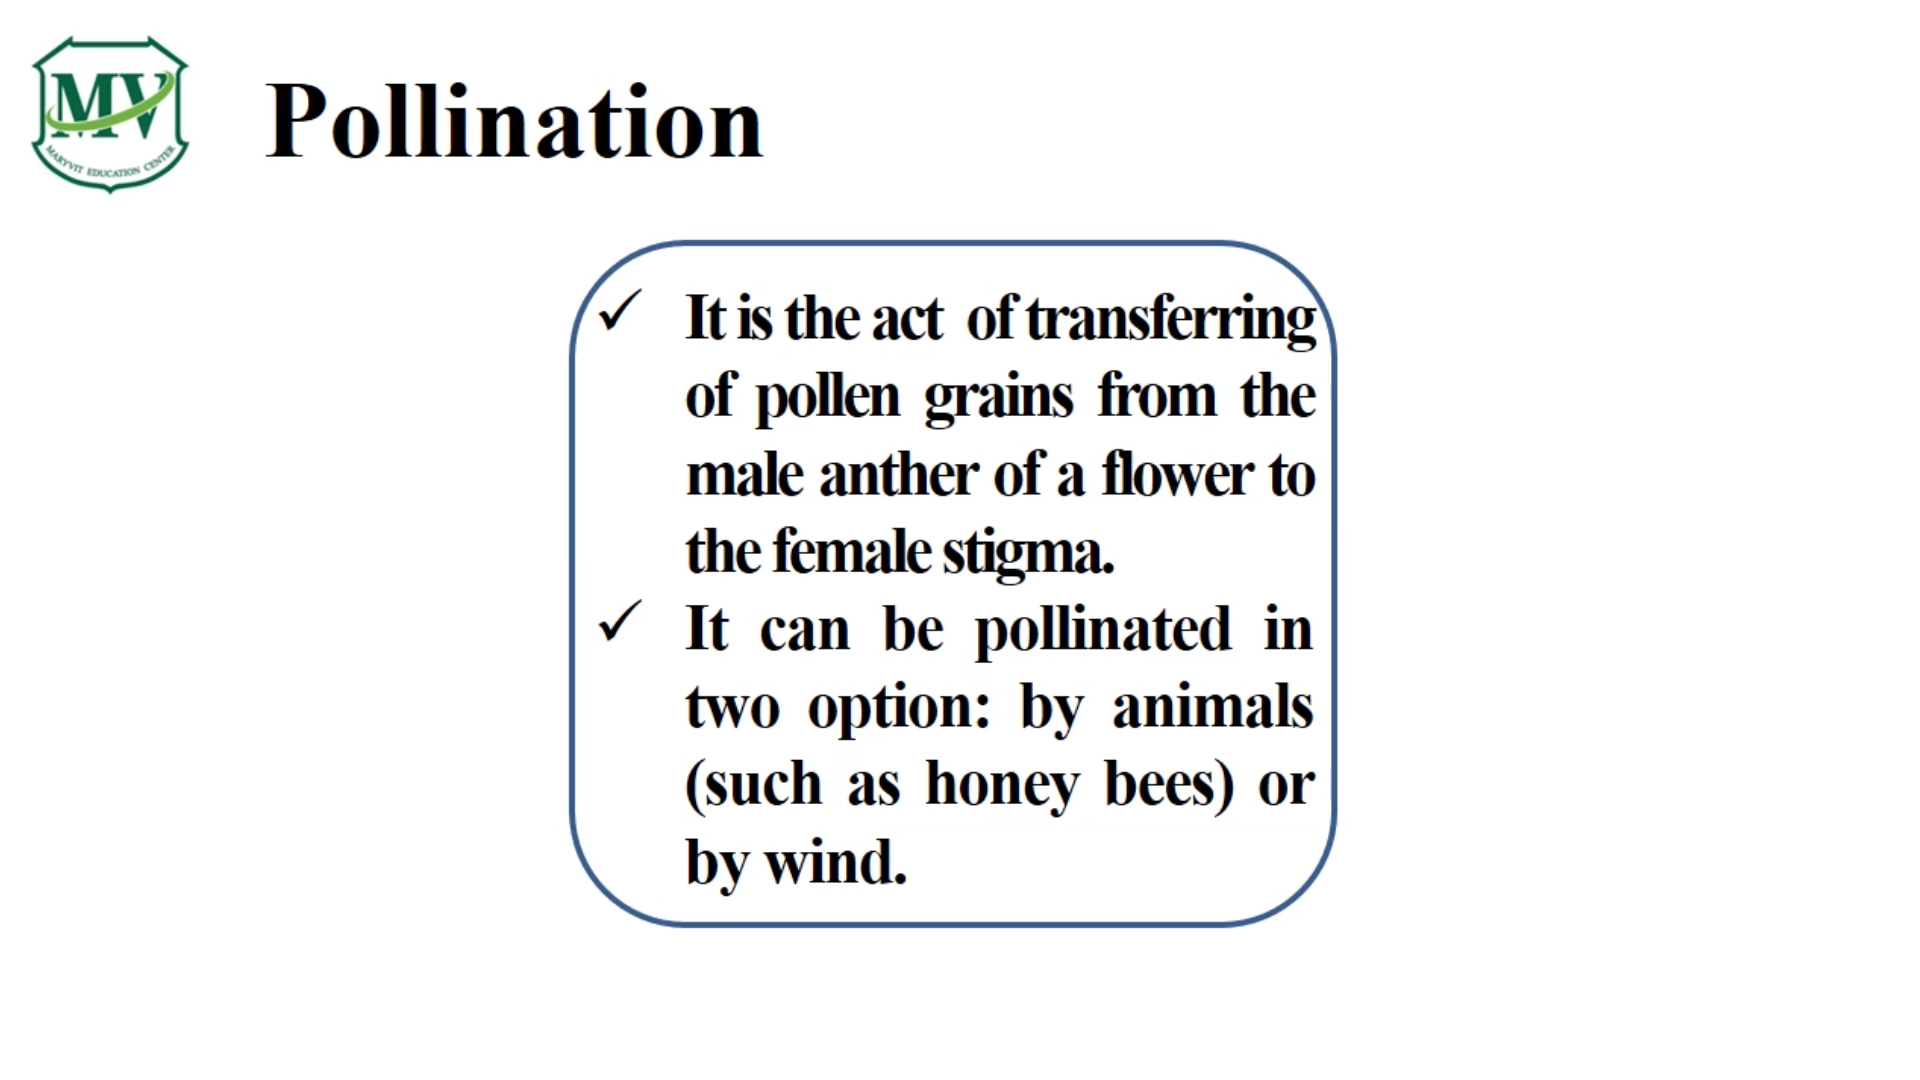 MV
MARYVIT EDUCATION CENTER
Pollination
✓ It is the act of transferring
of pollen grains from the
male anther of a flower to
the female stigma.
✓ It can be pollinated in
two option: by animals
(such as honey bees) or
by wind.